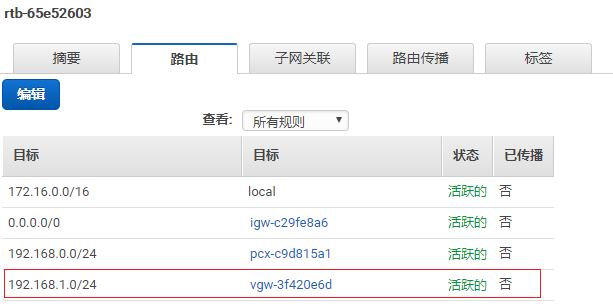 rtb-65e52603
摘要 路由 子网关联 路由传播 标签
编辑
查看: 所有规则
目标 目标 状态 已传播
172.16.0.0/16 local 活跃的 否
0.0.0.0/0 igw-c29fe8a6 活跃的 否
192.168.0.0/24 pcx-c9d815a1 活跃的 否
192.168.1.0/24 vgw-3f420e6d 活跃的 否